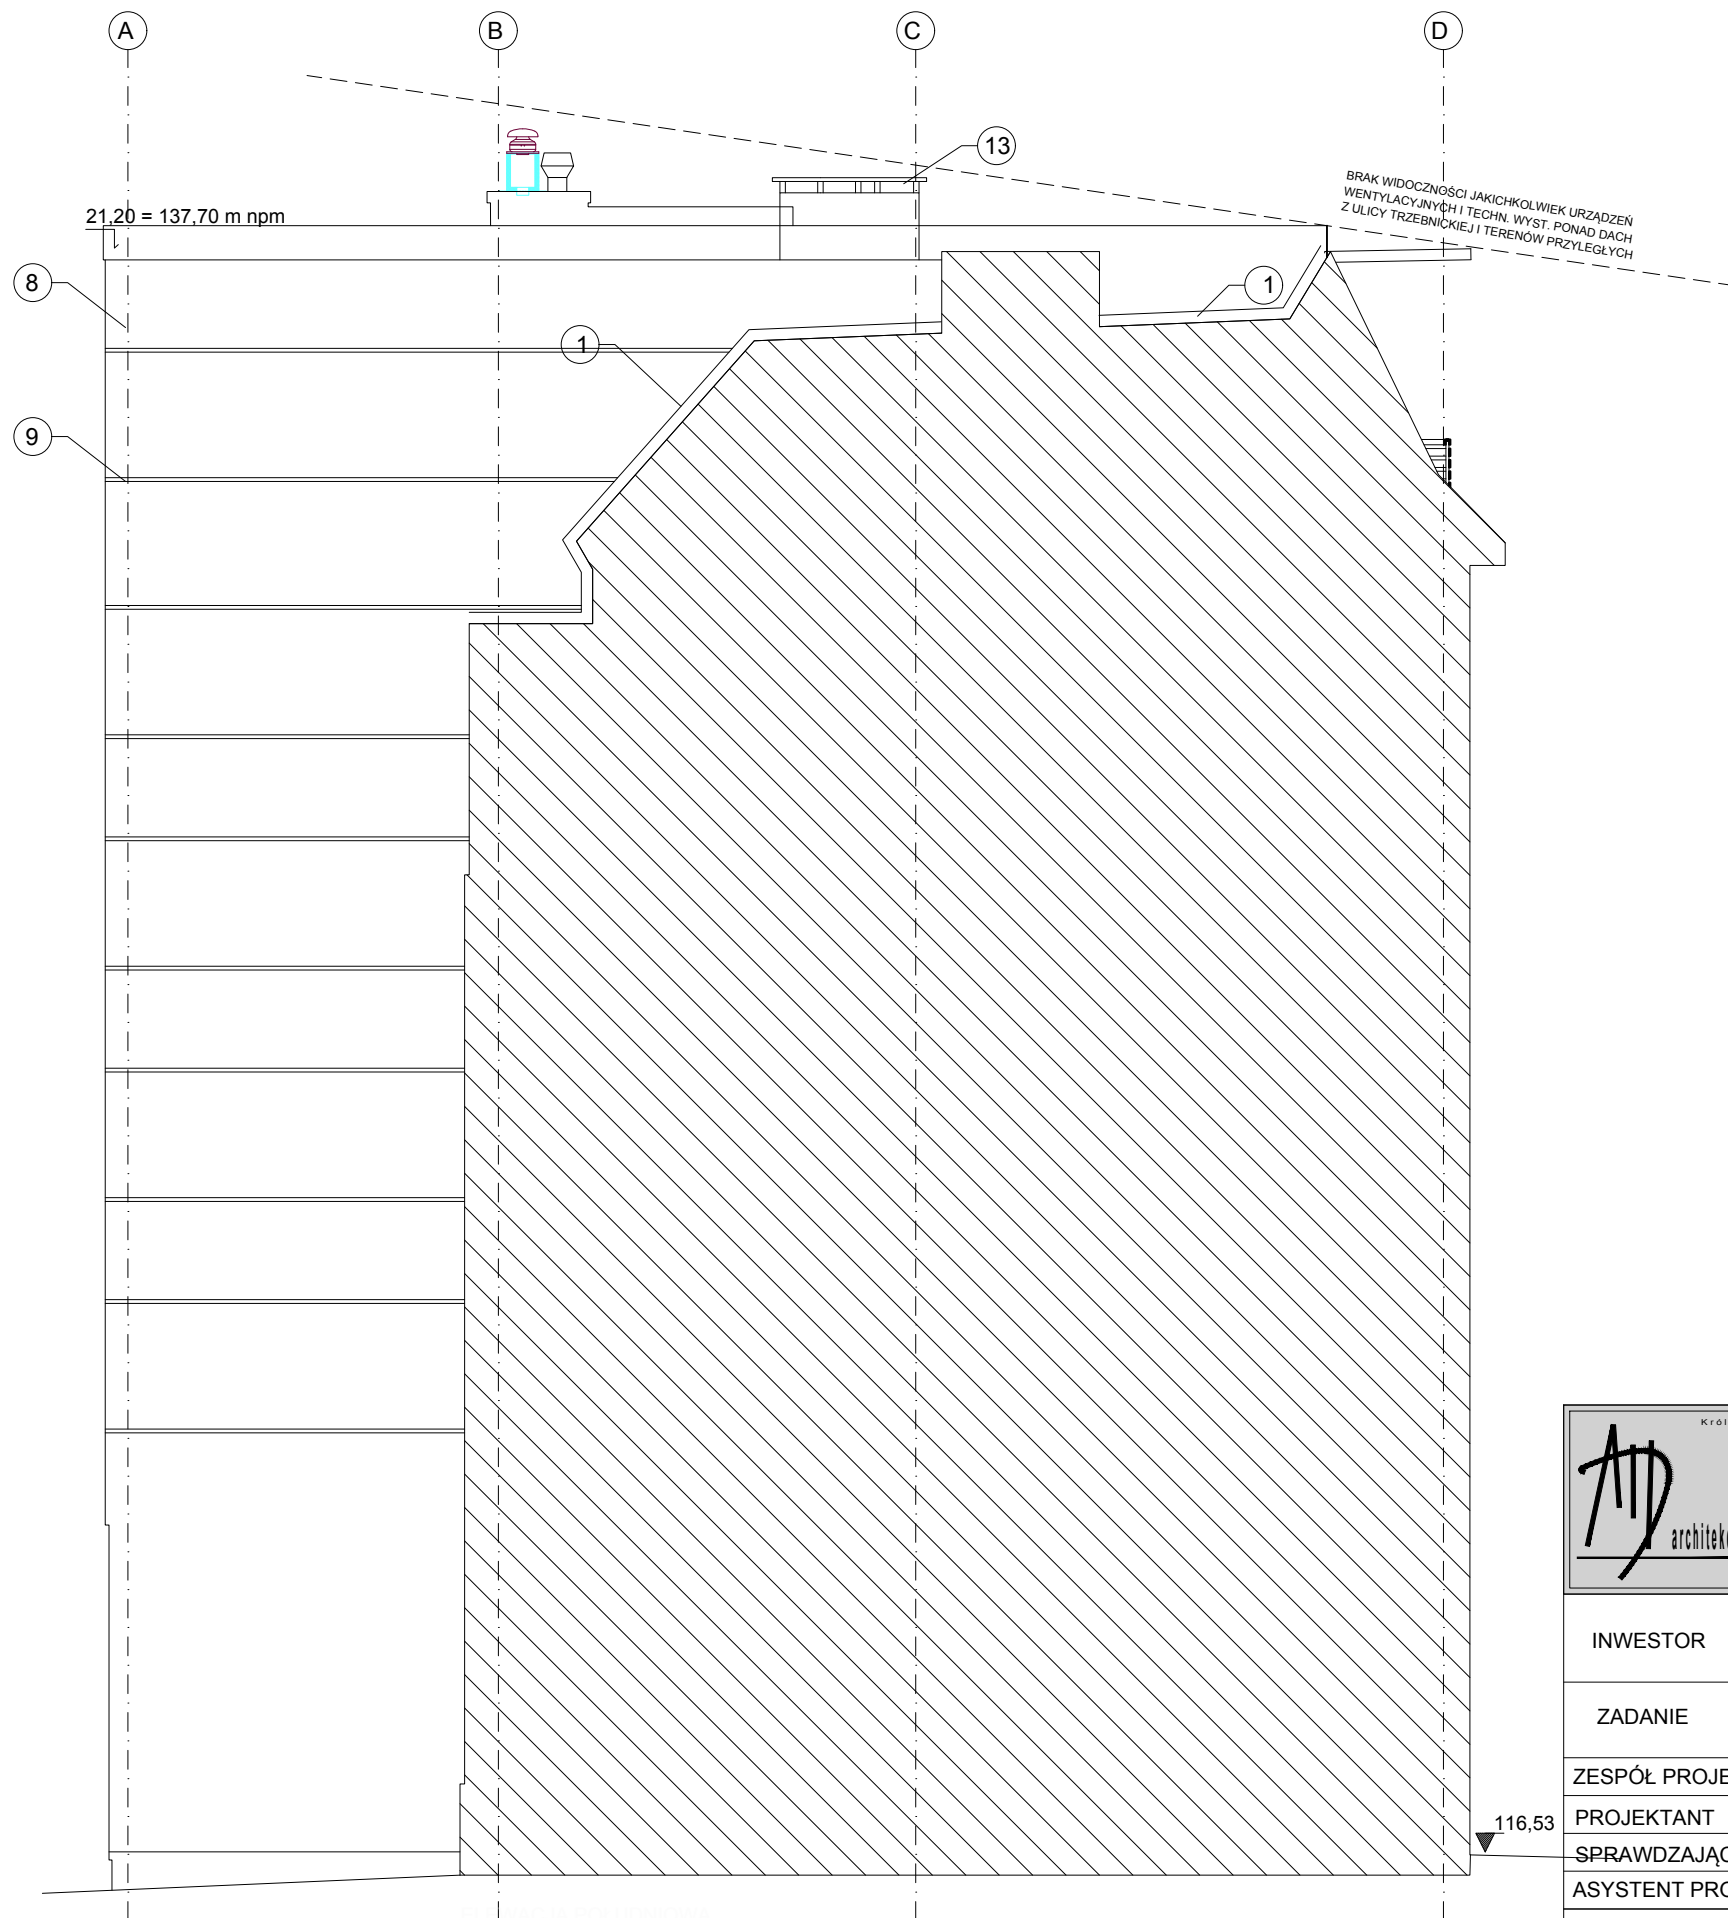 A
B
C
D
13
BRAK WIDOCZNOŚCI JAKICHKOLWIEK URZĄDZEŃ
WENTYLACYJNYCH I TECHN. WYST. PONAD DACH
Z ULICY TRZEBNICKIEJ I TERENÓW PRZYLEGŁYCH
21,20 = 137,70 m npm
8
1
1
9
Król
architek
INWESTOR
ZADANIE
ZESPÓŁ PROJE
116,53
PROJEKTANT
SPRAWDZAJĄC
ASYSTENT PRO